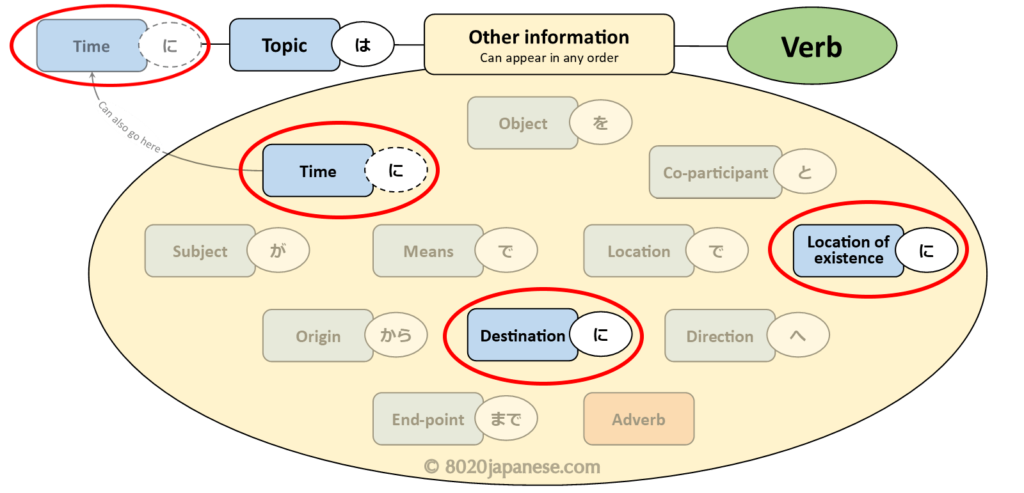 Time に
Topic は
Other information
Can appear in any order
Verb
Can also go here
Object を
Time に
Co-participant と
Subject が
Means で
Location で
Location of
existence に
Origin から
Destination に
Direction へ
End-point まで
Adverb
© 8020japanese.com